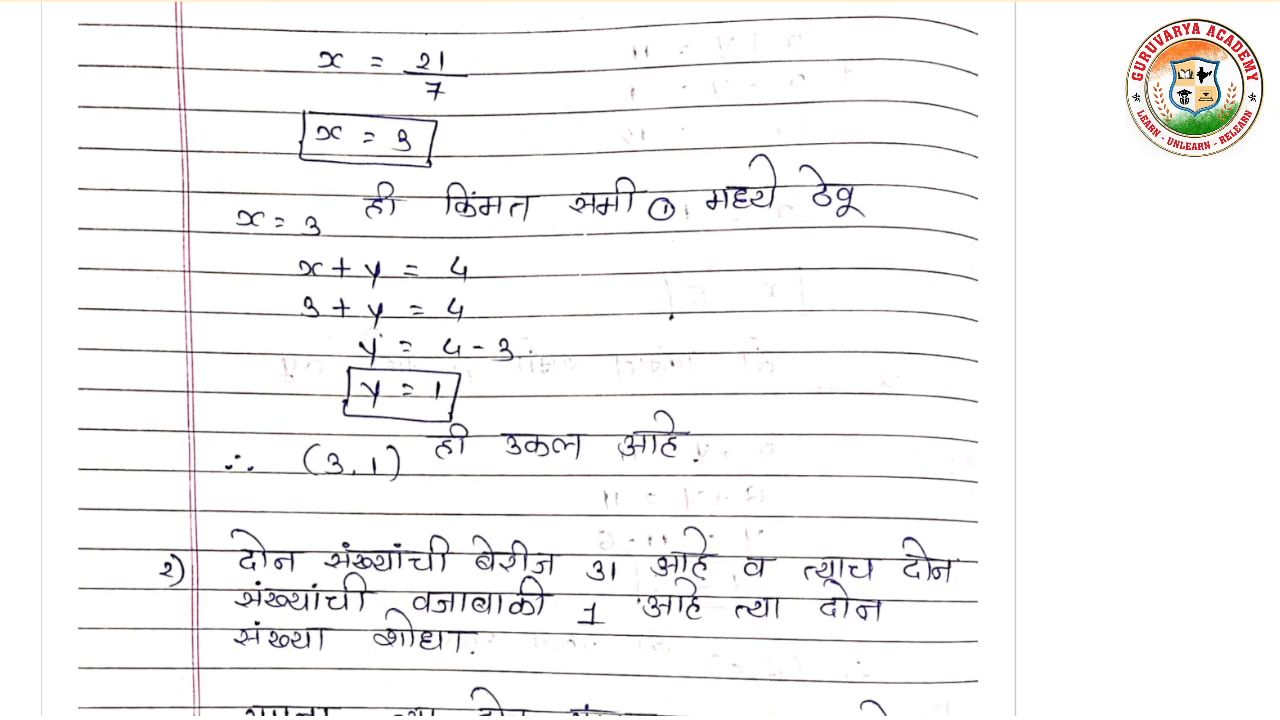 x = 21/7
x = 3
x = 3 ही किंमत समी ① मध्ये ठेवू
x + y = 4
3 + y = 4
y = 4 - 3
y = 1
∴ (3, 1) ही उकल आहे.
२) दोन संख्यांची बेरीज 31 आहे व त्याच दोन
संख्यांची वजाबाकी 1 आहे त्या दोन
संख्या शोधा.
GURUVARYA ACADEMY
LEARN - UNLEARN - RELEARN